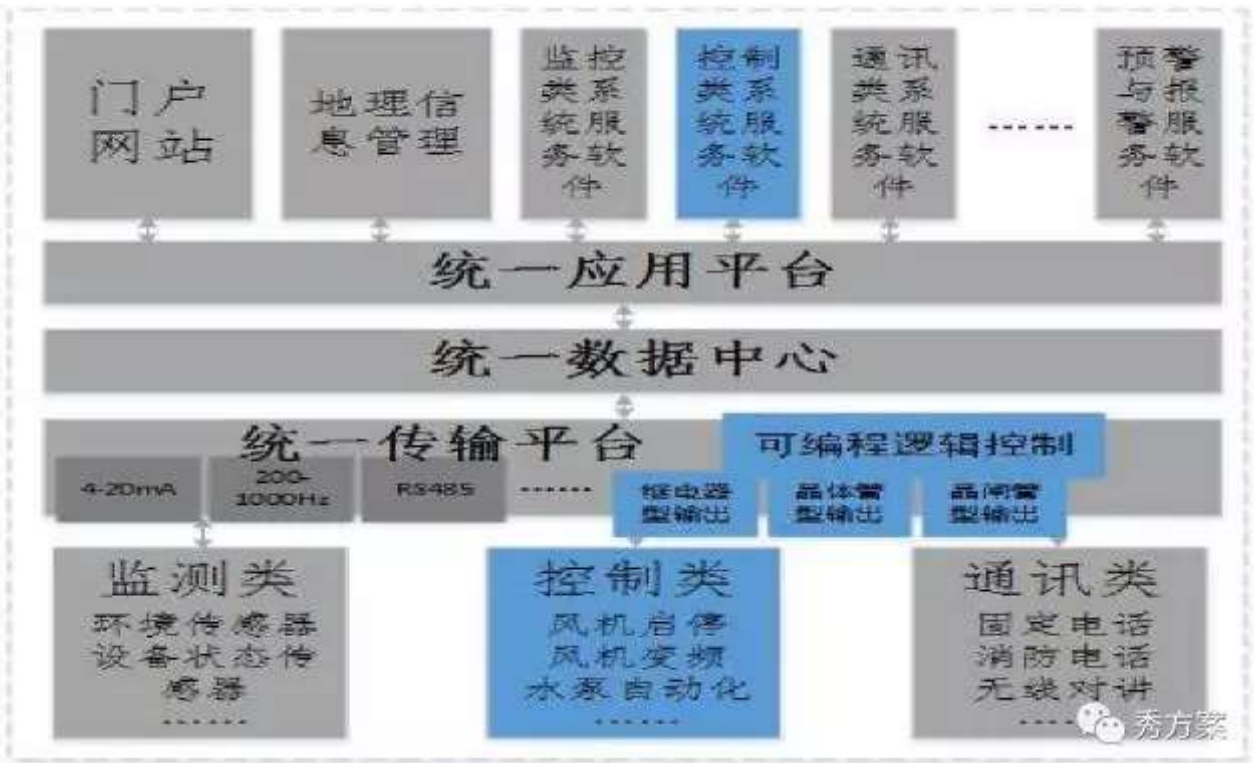 门户
网站
地理信
息管理
监控
类系
统服
务软
件
控制
类系
统服
务软
件
通讯
类系
统服
务软
件
......
预警
与报
警服
务软
件
统一应用平台
统一数据中心
统一传输平台
可编程逻辑控制
4-20mA
200-
1000Hz
RS485
......
继电器
型输出
晶体管
型输出
晶闸管
型输出
监测类
环境传感器
设备状态传
感器
......
控制类
风机启停
风机变频
水泵自动化
......
通讯类
固定电话
消防电话
无线对讲
......
秀方案